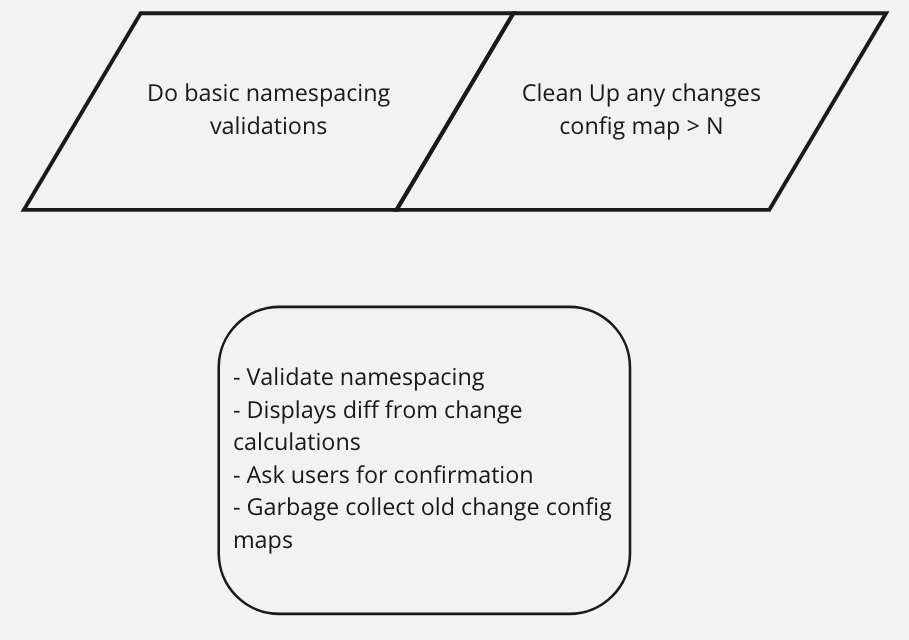 Do basic namespacing
validations
Clean Up any changes
config map > N
- Validate namespacing
- Displays diff from change
calculations
- Ask users for confirmation
- Garbage collect old change config
maps